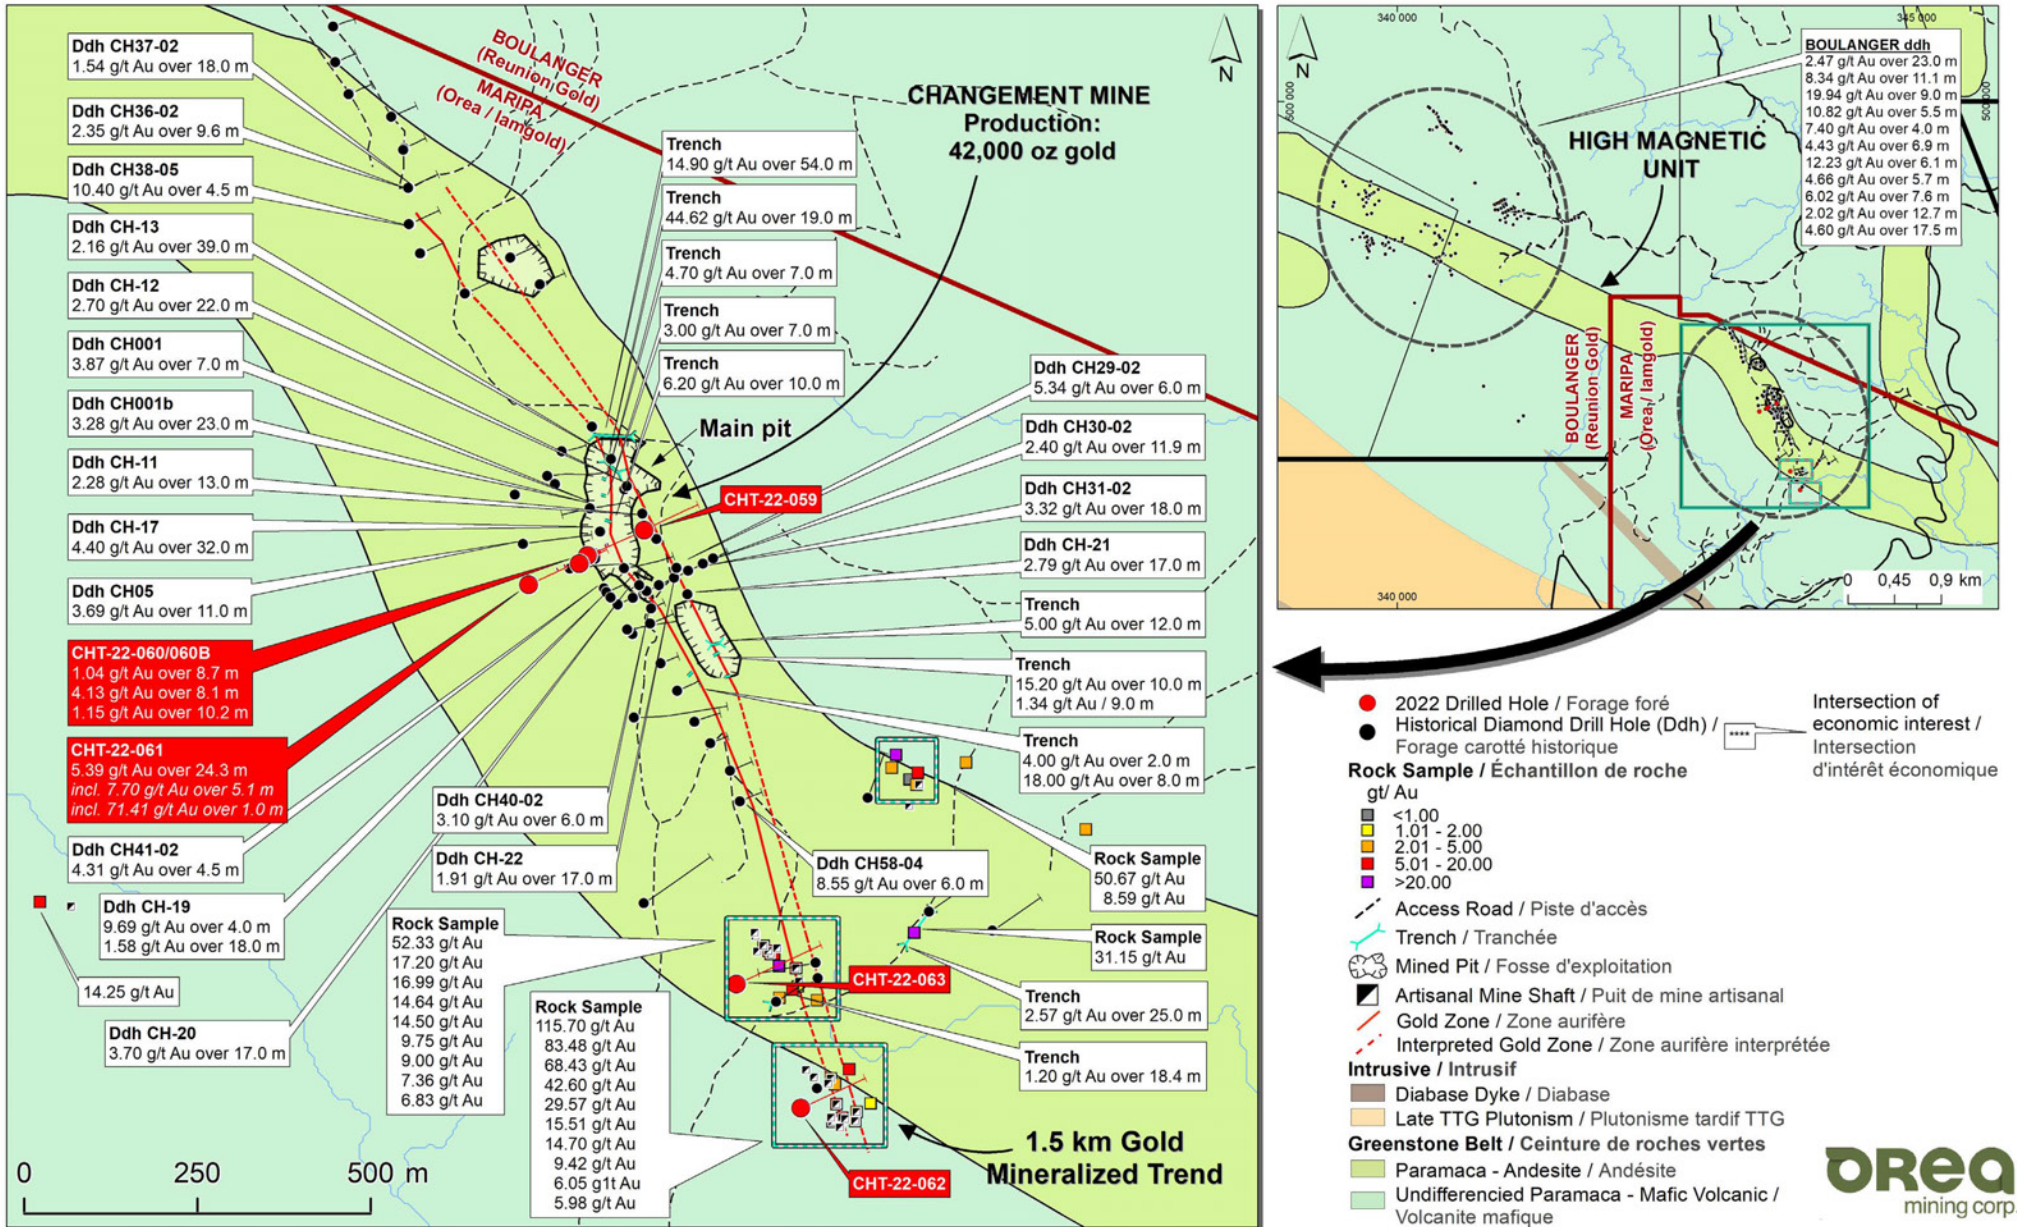 Ddh CH37-02
1.54 g/t Au over 18.0 m
Ddh CH36-02
2.35 g/t Au over 9.6 m
Ddh CH38-05
10.40 g/t Au over 4.5 m
Ddh CH-13
2.16 g/t Au over 39.0 m
Ddh CH-12
2.70 g/t Au over 22.0 m
Ddh CH001
3.87 g/t Au over 7.0 m
Ddh CH001b
3.28 g/t Au over 23.0 m
Ddh CH-11
2.28 g/t Au over 13.0 m
Ddh CH-17
4.40 g/t Au over 32.0 m
Ddh CH05
3.69 g/t Au over 11.0 m
CHT-22-060/060B
1.04 g/t Au over 8.7 m
4.13 g/t Au over 8.1 m
1.15 g/t Au over 10.2 m
CHT-22-061
5.39 g/t Au over 24.3 m
incl. 7.70 g/t Au over 5.1 m
incl. 71.41 g/t Au over 1.0 m
Ddh CH41-02
4.31 g/t Au over 4.5 m
Ddh CH-19
9.69 g/t Au over 4.0 m
1.58 g/t Au over 18.0 m
14.25 g/t Au
Ddh CH-20
3.70 g/t Au over 17.0 m
0 250 500 m
BOULANGER
(Reunion Gold)
MARIPA
(Orea / Iamgold)
CHANGEMENT MINE
Production:
42,000 oz gold
N
Trench
14.90 g/t Au over 54.0 m
Trench
44.62 g/t Au over 19.0 m
Trench
4.70 g/t Au over 7.0 m
Trench
3.00 g/t Au over 7.0 m
Trench
6.20 g/t Au over 10.0 m
Main pit
CHT-22-059
Ddh CH29-02
5.34 g/t Au over 6.0 m
Ddh CH30-02
2.40 g/t Au over 11.9 m
Ddh CH31-02
3.32 g/t Au over 18.0 m
Ddh CH-21
2.79 g/t Au over 17.0 m
Trench
5.00 g/t Au over 12.0 m
Trench
15.20 g/t Au over 10.0 m
1.34 g/t Au / 9.0 m
Trench
4.00 g/t Au over 2.0 m
18.00 g/t Au over 8.0 m
Ddh CH40-02
3.10 g/t Au over 6.0 m
Ddh CH-22
1.91 g/t Au over 17.0 m
Ddh CH58-04
8.55 g/t Au over 6.0 m
Rock Sample
50.67 g/t Au
8.59 g/t Au
Rock Sample
31.15 g/t Au
Trench
2.57 g/t Au over 25.0 m
Trench
1.20 g/t Au over 18.4 m
Rock Sample
52.33 g/t Au
17.20 g/t Au
16.99 g/t Au
14.64 g/t Au
14.50 g/t Au
9.75 g/t Au
9.00 g/t Au
7.36 g/t Au
6.83 g/t Au
Rock Sample
115.70 g/t Au
83.48 g/t Au
68.43 g/t Au
42.60 g/t Au
29.57 g/t Au
15.51 g/t Au
14.70 g/t Au
9.42 g/t Au
6.05 g1t Au
5.98 g/t Au
CHT-22-063
CHT-22-062
1.5 km Gold
Mineralized Trend
340 000
345 000
500 000
500000
N
BOULANGER ddh
2.47 g/t Au over 23.0 m
8.34 g/t Au over 11.1 m
19.94 g/t Au over 9.0 m
10.82 g/t Au over 5.5 m
7.40 g/t Au over 4.0 m
4.43 g/t Au over 6.9 m
12.23 g/t Au over 6.1 m
4.66 g/t Au over 5.7 m
6.02 g/t Au over 7.6 m
2.02 g/t Au over 12.7 m
4.60 g/t Au over 17.5 m
HIGH MAGNETIC
UNIT
BOULANGER
(Reunion Gold)
MARIPA
(Orea / Iamgold)
340 000
0 0,45 0,9 km
2022 Drilled Hole / Forage foré
Historical Diamond Drill Hole (Ddh) /
Forage carotté historique
****
Intersection of
economic interest /
Intersection
d'intérêt économique
Rock Sample / Échantillon de roche
gt/ Au
<1.00
1.01 - 2.00
2.01 - 5.00
5.01 - 20.00
>20.00
Access Road / Piste d'accès
Trench / Tranchée
Mined Pit / Fosse d'exploitation
Artisanal Mine Shaft / Puit de mine artisanal
Gold Zone / Zone aurifère
Interpreted Gold Zone / Zone aurifère interprétée
Intrusive / Intrusif
Diabase Dyke / Diabase
Late TTG Plutonism / Plutonisme tardif TTG
Greenstone Belt / Ceinture de roches vertes
Paramaca - Andesite / Andésite
Undifferencied Paramaca - Mafic Volcanic /
Volcanite mafique
OREA
mining corp.